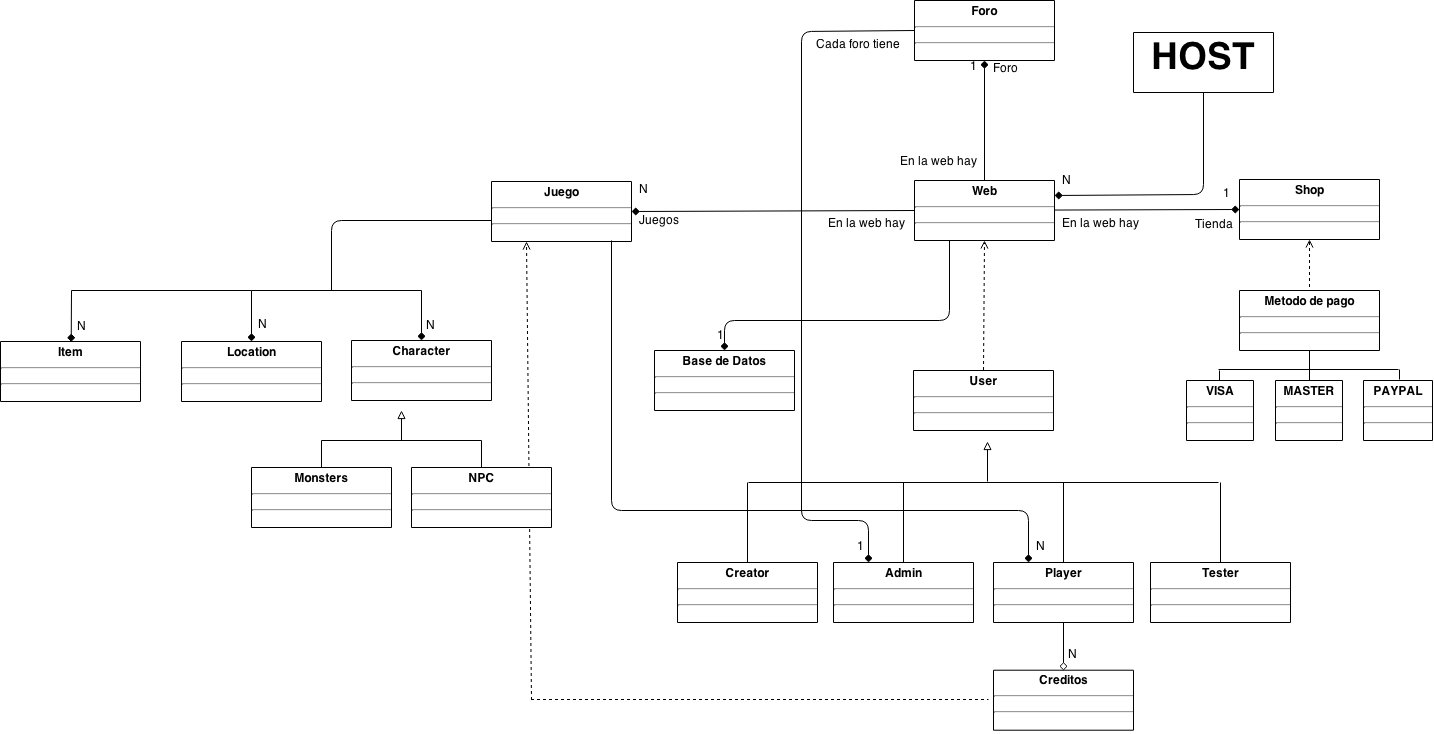 Foro
Cada foro tiene
HOST
1
Foro
En la web hay
Juego
N
Juegos
En la web hay
Web
N
En la web hay
1
Tienda
Shop
N
N
N
Item
Location
Character
1
Base de Datos
User
Metodo de pago
VISA
MASTER
PAYPAL
Monsters
NPC
1
N
Creator
Admin
Player
Tester
N
Creditos